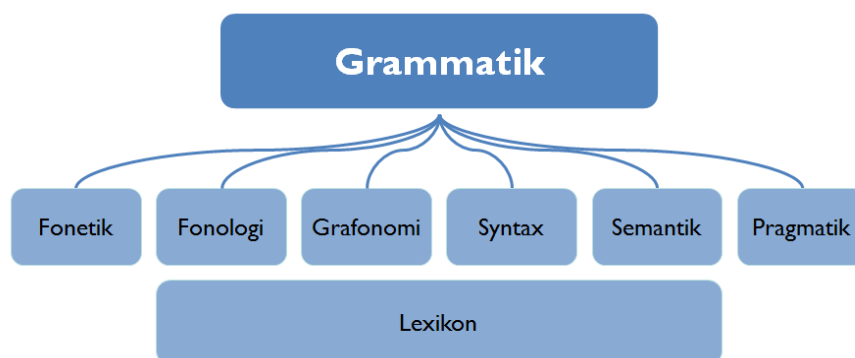 Grammatik
Fonetik
Fonologi
Grafonomi
Syntax
Semantik
Pragmatik
Lexikon